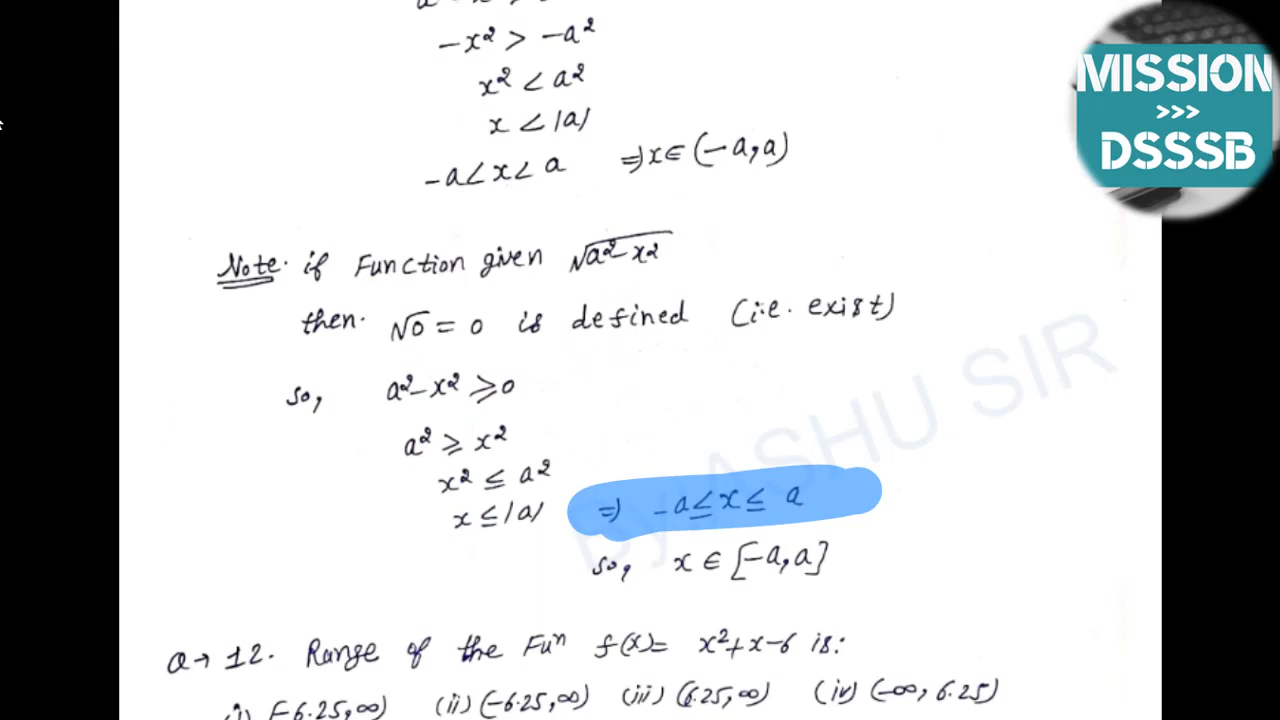 -x² > -a²
x² < a²
x < |a|
-a < x < a ⇒ x ∈ (-a, a)
MISSION
>>>
DSSSB
Note. if Function given √a²-x²
then. √0 = 0 is defined (i.e. exist)
so, a²-x² ≥ 0
a² ≥ x²
x² ≤ a²
x ≤ |a| ⇒ -a ≤ x ≤ a
so, x ∈ [-a, a]
By ASHU SIR
Q→ 12. Range of the Fuⁿ f(x)= x²+x-6 is:
(i) [-6.25, ∞) (ii) (-6.25, ∞) (iii) (6.25, ∞) (iv) (-∞, 6.25)